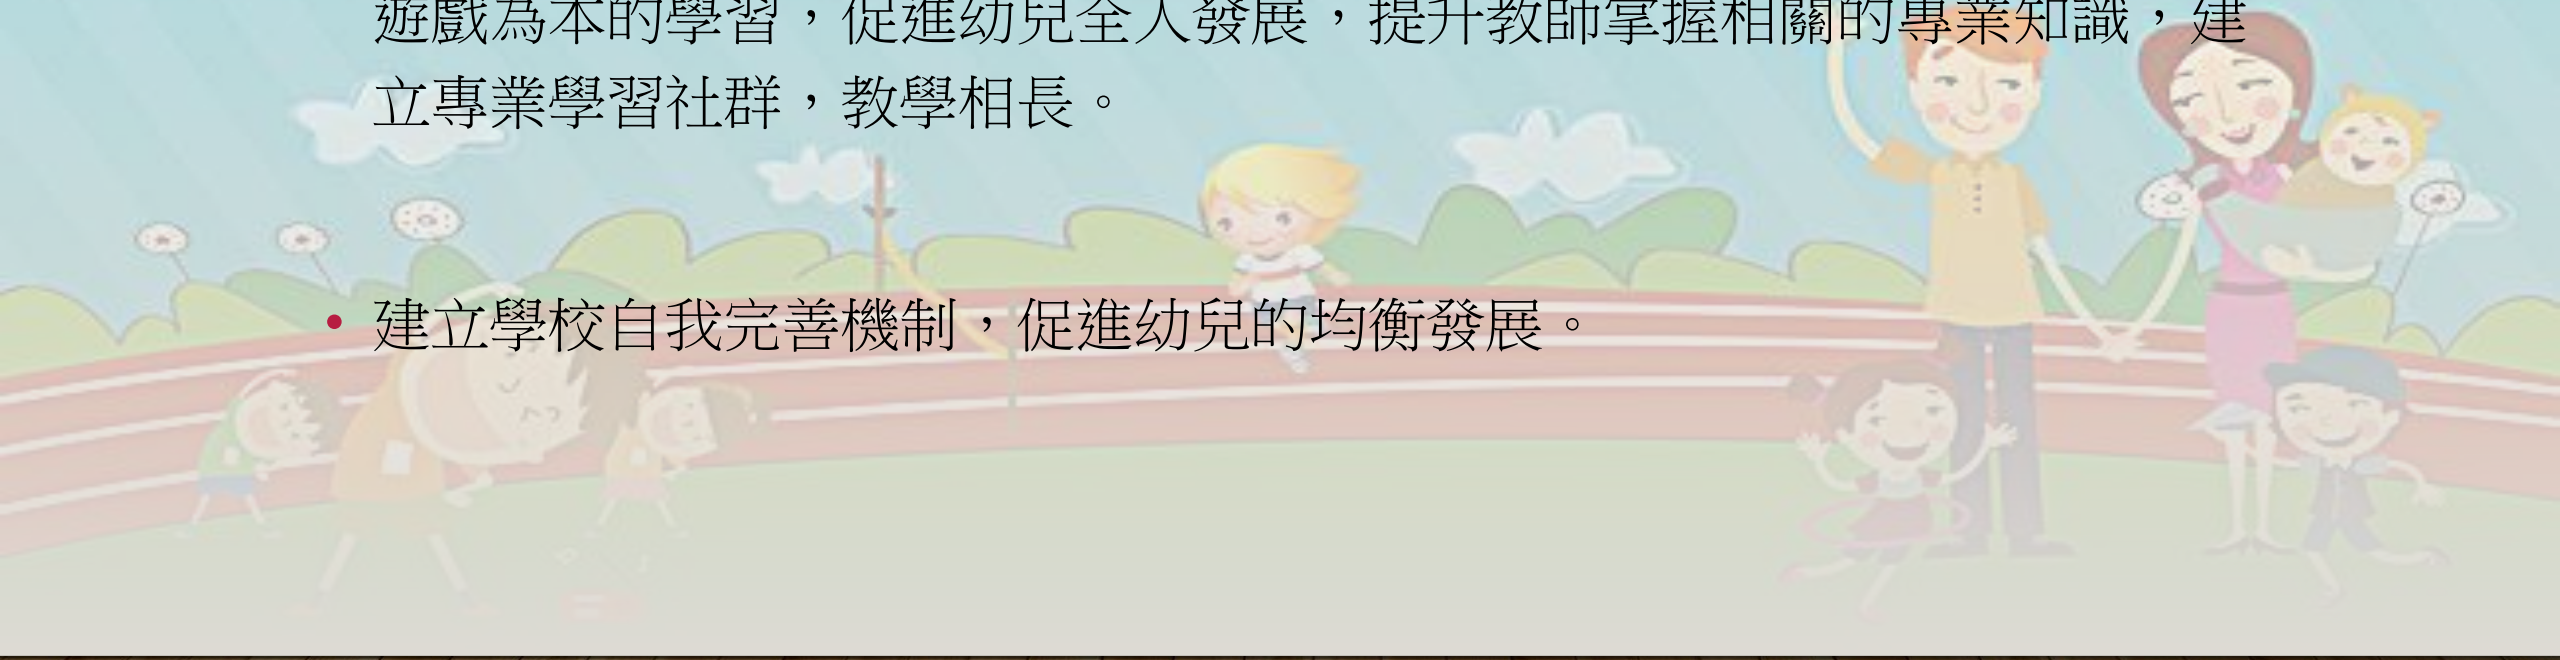 遊戲為本的學習，促進幼兒全人發展，提升教師掌握相關的專業知識，建
立專業學習社群，教學相長。
• 建立學校自我完善機制，促進幼兒的均衡發展。